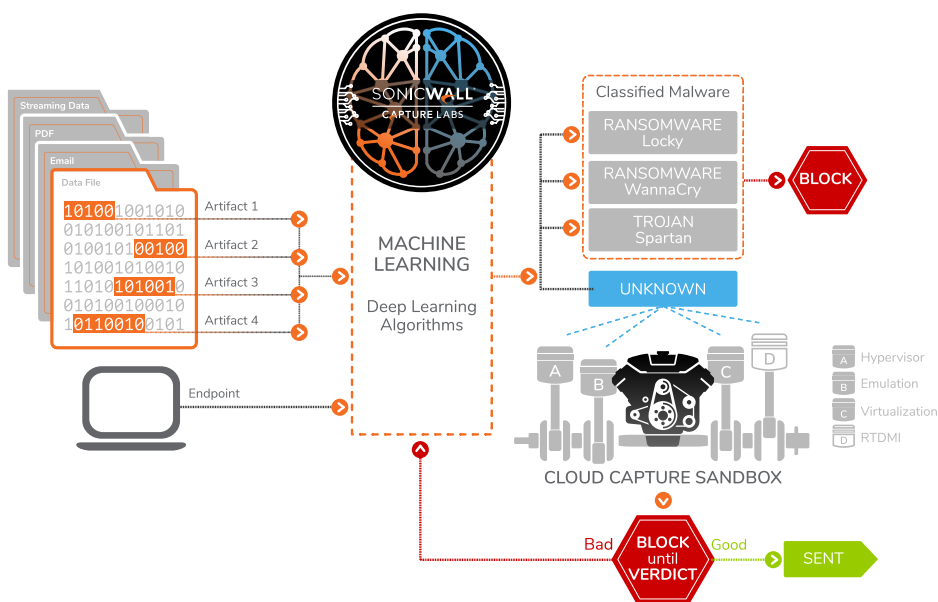 Streaming Data
PDF
Email
Data File
101001001010
010100101101
010010100100
101001010010
110101010010
010100100010
101100100101
Artifact 1
Artifact 2
Artifact 3
Artifact 4
Endpoint
SONICWALL
CAPTURE LABS
MACHINE
LEARNING
Deep Learning
Algorithms
Classified Malware
RANSOMWARE
Locky
RANSOMWARE
WannaCry
TROJAN
Spartan
BLOCK
UNKNOWN
A
B
C
D
A Hypervisor
B Emulation
C Virtualization
D RTDMI
CLOUD CAPTURE SANDBOX
Bad
BLOCK
until
VERDICT
Good
SENT